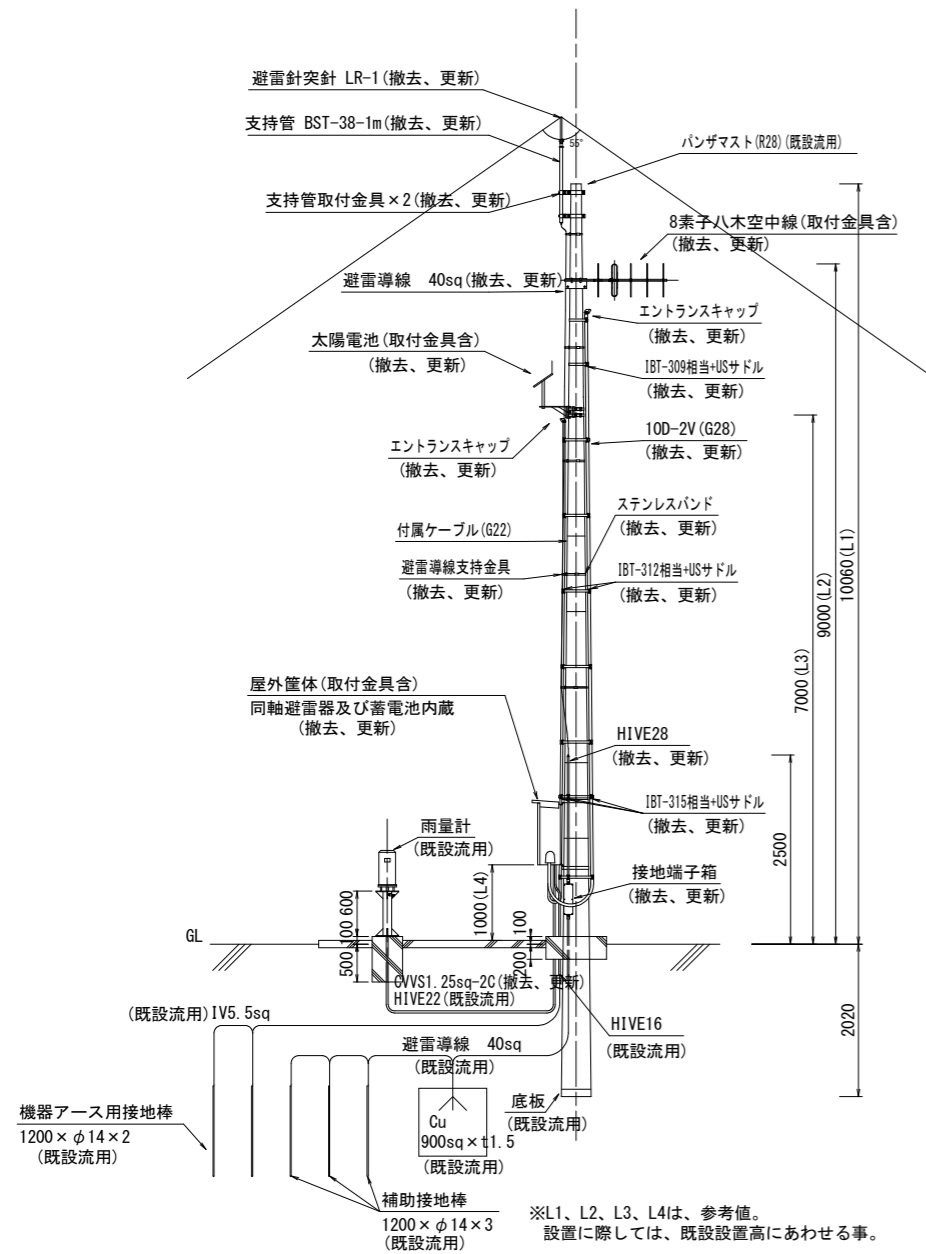 避雷針突針 LR-1(撤去、更新)
支持管 BST-38-1m(撤去、更新)
55°
パンザマスト(R28)(既設流用)
支持管取付金具×2(撤去、更新)
8素子八木空中線(取付金具含)
(撤去、更新)
避雷導線 40sq(撤去、更新)
エントランスキャップ
(撤去、更新)
太陽電池(取付金具含)
(撤去、更新)
IBT-309相当+USサドル
(撤去、更新)
エントランスキャップ
(撤去、更新)
10D-2V(G28)
(撤去、更新)
ステンレスバンド
(撤去、更新)
付属ケーブル(G22)
避雷導線支持金具
(撤去、更新)
IBT-312相当+USサドル
(撤去、更新)
10060(L1)
9000(L2)
7000(L3)
2500
屋外筐体(取付金具含)
同軸避雷器及び蓄電池内蔵
(撤去、更新)
HIVE28
(撤去、更新)
IBT-315相当+USサドル
(撤去、更新)
雨量計
(既設流用)
接地端子箱
(撤去、更新)
1000(L4)
600
100
500
100
200
GL
CVVS1.25sq-2C(撤去、更新)
HIVE22(既設流用)
(既設流用)IV5.5sq
HIVE16
(既設流用)
2020
避雷導線 40sq
(既設流用)
底板
(既設流用)
Cu
900sq×t1.5
(既設流用)
機器アース用接地棒
1200×φ14×2
(既設流用)
補助接地棒
1200×φ14×3
(既設流用)
※L1、L2、L3、L4は、参考値。
設置に際しては、既設設置高にあわせる事。